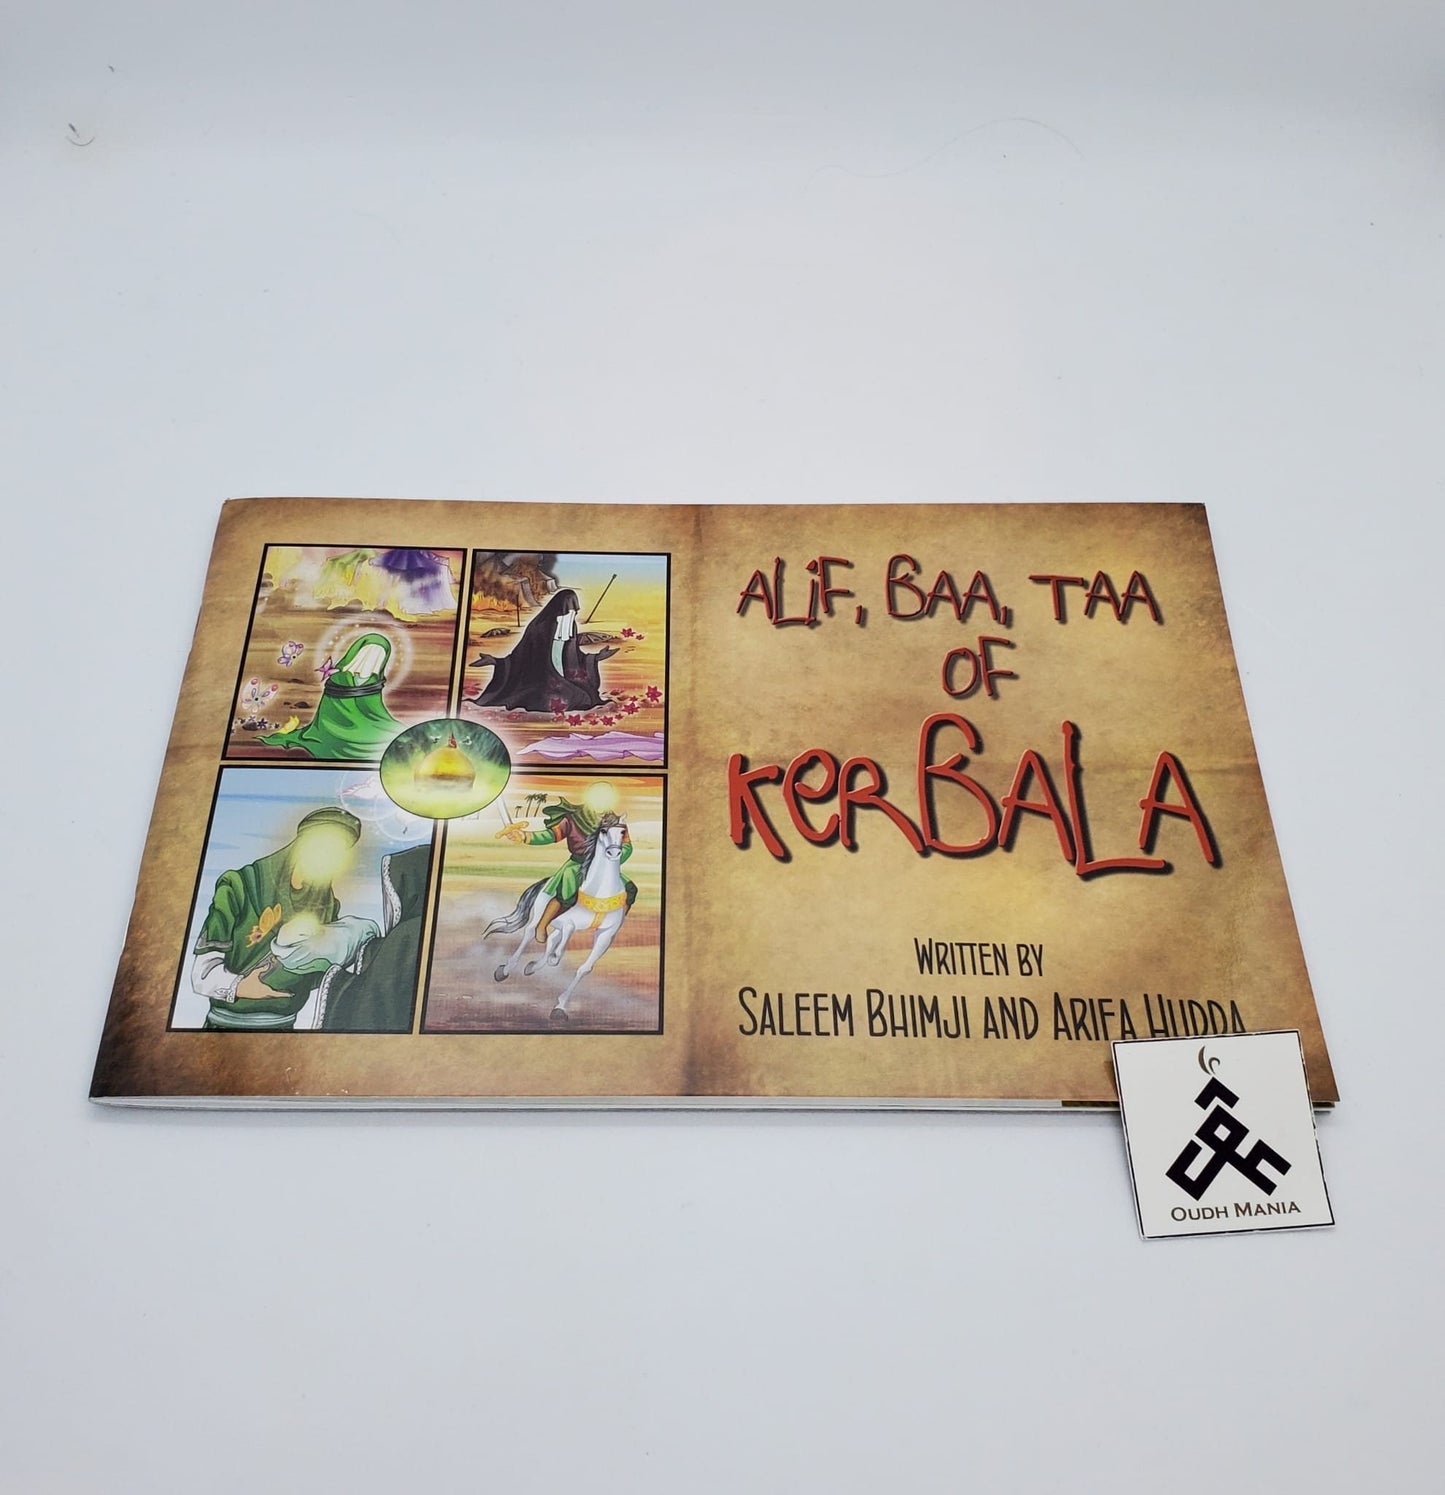 ALiF, BAA, TAA
OF
KERBALA
WRITTEN BY
SALEEM BHIMJI AND ARIFA HUDDA
OUDH MANIA